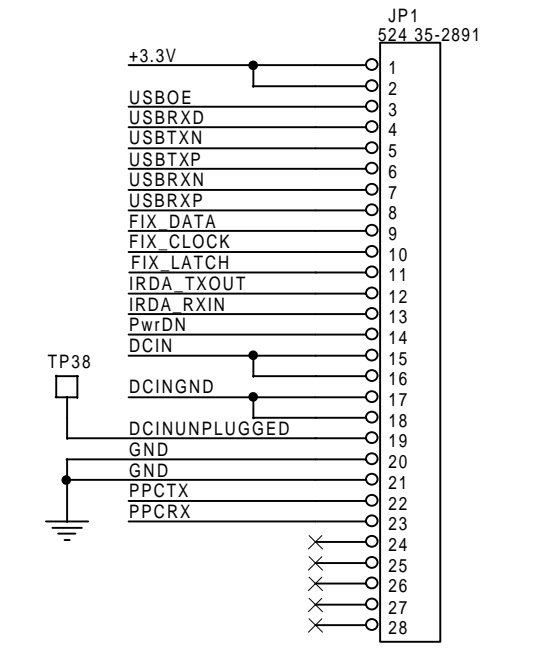 JP1
524 35-2891
+3.3V
1
2
USBOE
3
USBRXD
4
USBTXN
5
USBTXP
6
USBRXN
7
USBRXP
8
FIX_DATA
9
FIX_CLOCK
10
FIX_LATCH
11
IRDA_TXOUT
12
IRDA_RXIN
13
PwrDN
14
DCIN
15
TP38
16
DCINGND
17
18
DCINUNPLUGGED
19
GND
20
GND
21
PPCTX
22
PPCRX
23
24
25
26
27
28